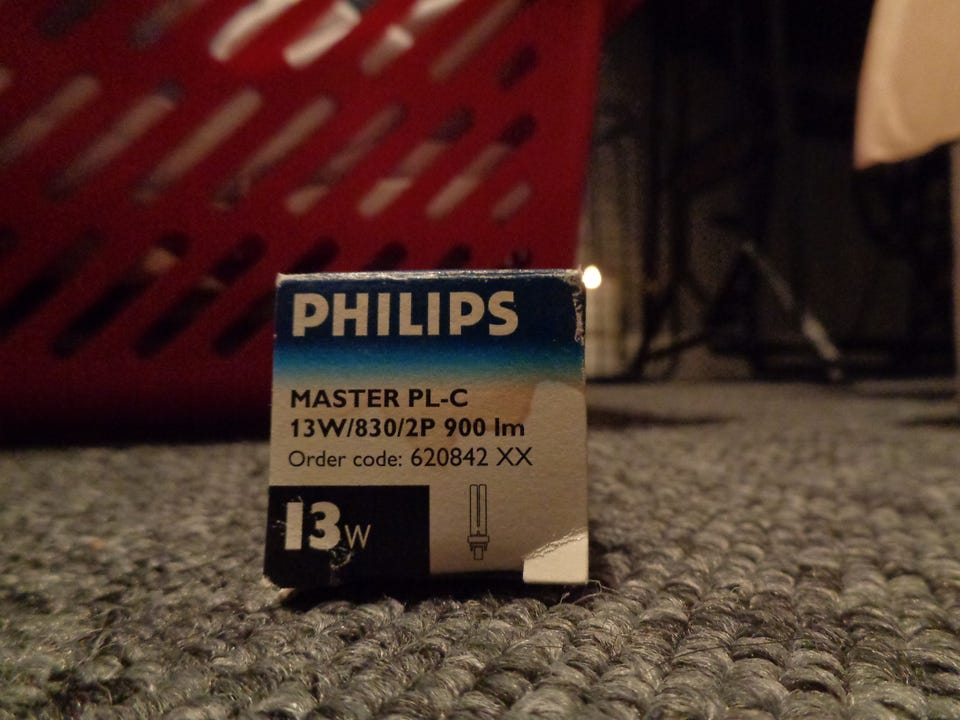 PHILIPS
MASTER PL-C
13W/830/2P 900 lm
Order code: 620842 XX
13W